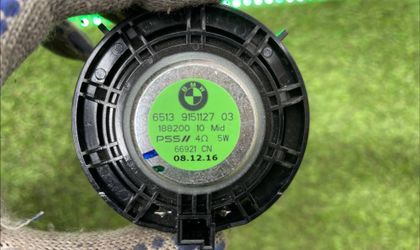 BMW
6513 9151127 03
188200 10 Mid
PSS// 4Ω 5W
66921 CN
08.12.16